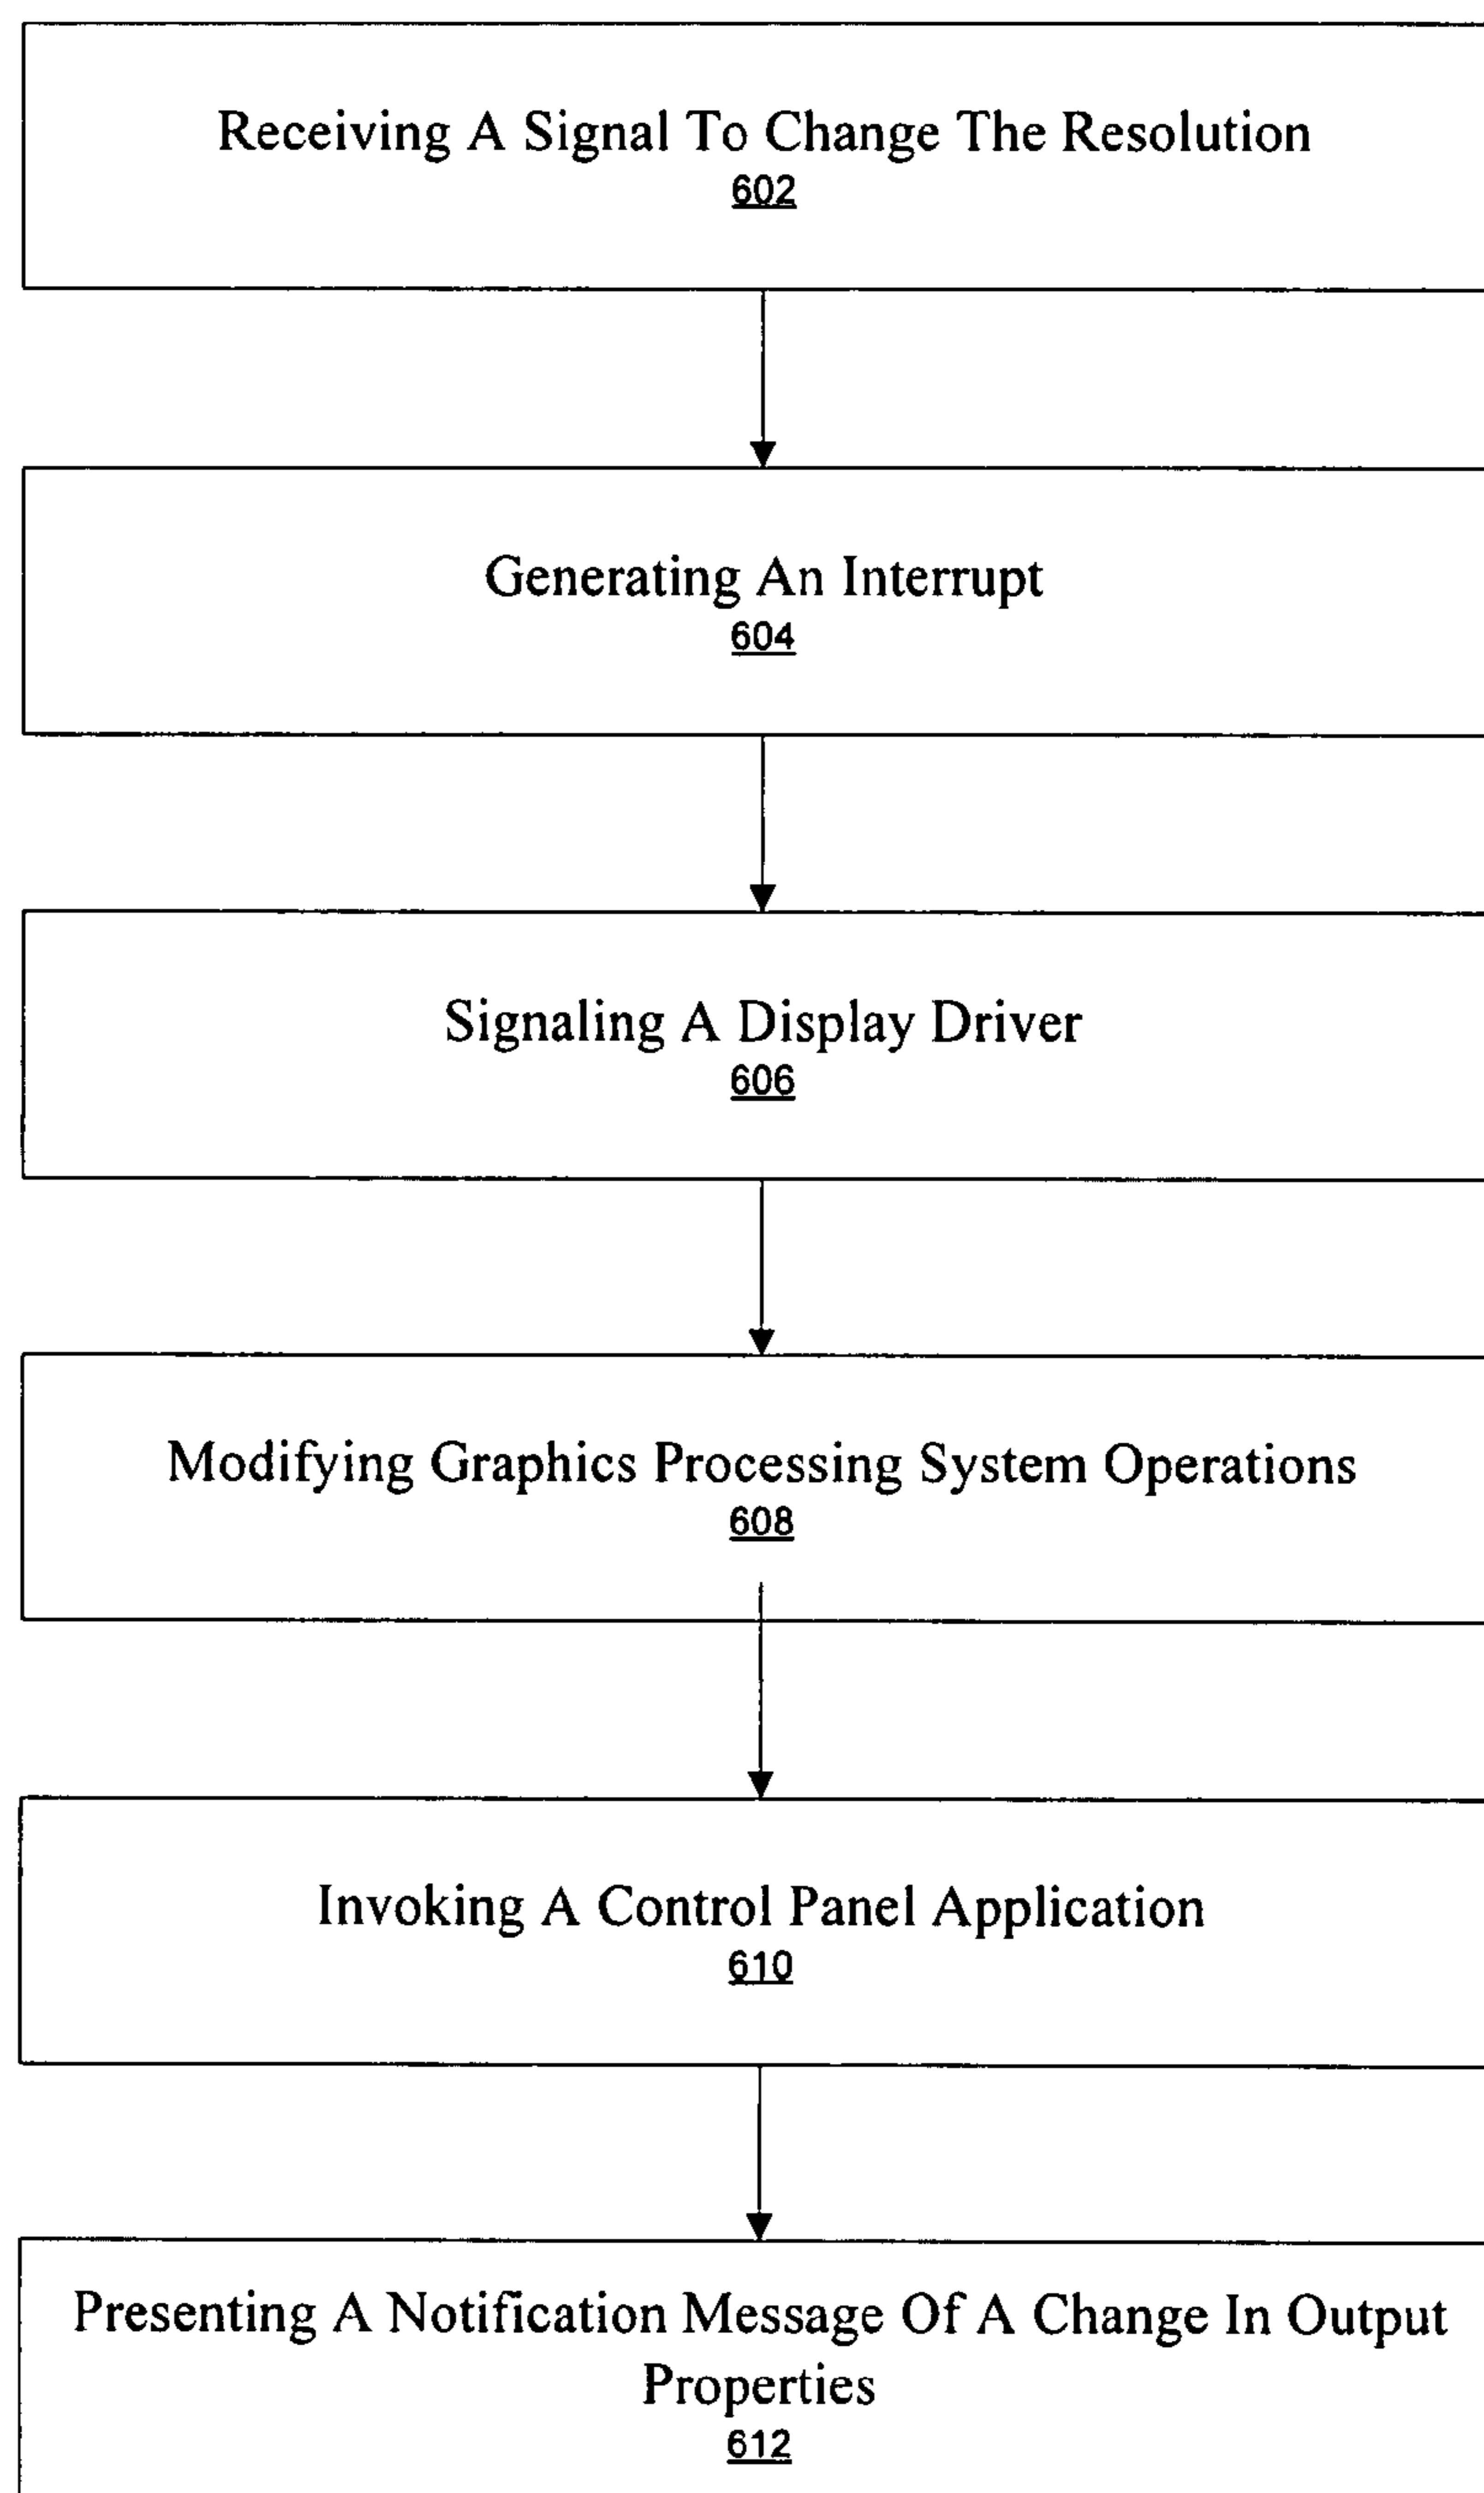 Receiving A Signal To Change The Resolution
602
Generating An Interrupt
604
Signaling A Display Driver
606
Modifying Graphics Processing System Operations
608
Invoking A Control Panel Application
610
Presenting A Notification Message Of A Change In Output
Properties
612